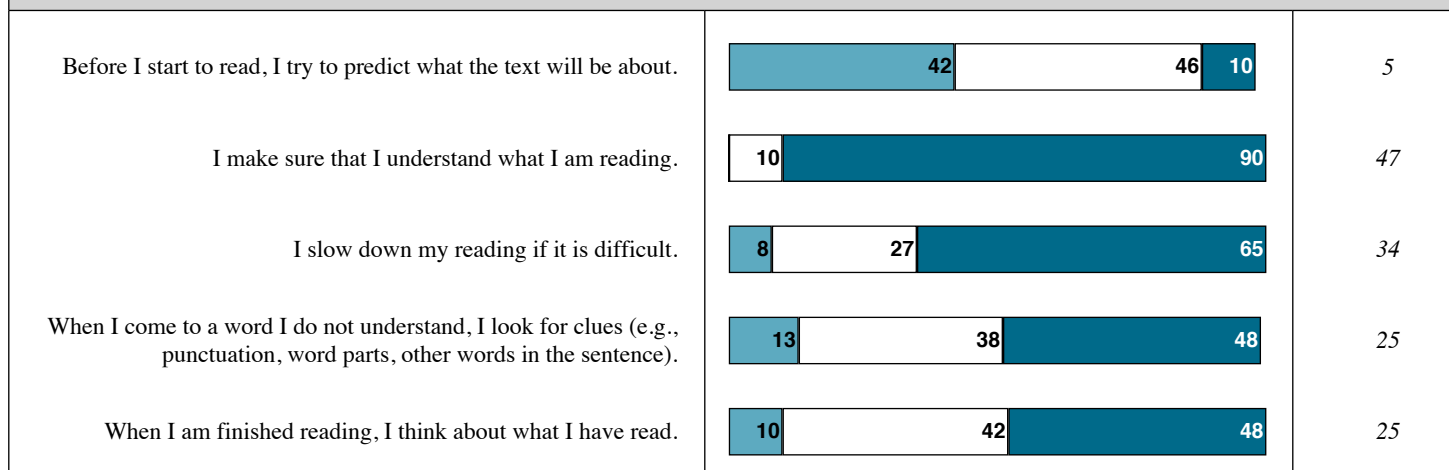 Before I start to read, I try to predict what the text will be about.
42 46 10
5
I make sure that I understand what I am reading.
10 90
47
I slow down my reading if it is difficult.
8 27 65
34
When I come to a word I do not understand, I look for clues (e.g.,
punctuation, word parts, other words in the sentence).
13 38 48
25
When I am finished reading, I think about what I have read.
10 42 48
25